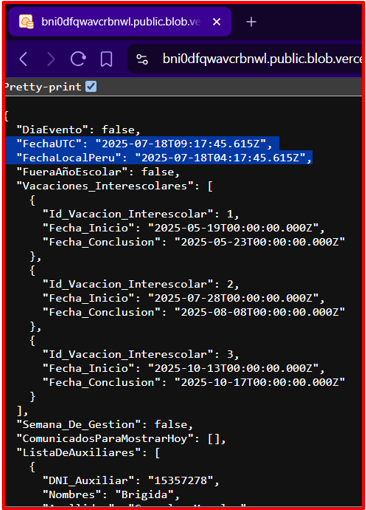 bni0dfqwavcrbnwl.public.blob.ve
bni0dfqwavcrbnwl.public.blob.verce
Pretty-print
{
"DiaEvento": false,
"FechaUTC": "2025-07-18T09:17:45.615Z",
"FechaLocalPeru": "2025-07-18T04:17:45.615Z",
"FueraAñoEscolar": false,
"Vacaciones_Interescolares": [
{
"Id_Vacacion_Interescolar": 1,
"Fecha_Inicio": "2025-05-19T00:00:00.000Z",
"Fecha_Conclusion": "2025-05-23T00:00:00.000Z"
},
{
"Id_Vacacion_Interescolar": 2,
"Fecha_Inicio": "2025-07-28T00:00:00.000Z",
"Fecha_Conclusion": "2025-08-08T00:00:00.000Z"
},
{
"Id_Vacacion_Interescolar": 3,
"Fecha_Inicio": "2025-10-13T00:00:00.000Z",
"Fecha_Conclusion": "2025-10-17T00:00:00.000Z"
}
],
"Semana_De_Gestion": false,
"ComunicadosParaMostrarHoy": [],
"ListaDeAuxiliares": [
{
"DNI_Auxiliar": "15357278",
"Nombres": "Brigida",